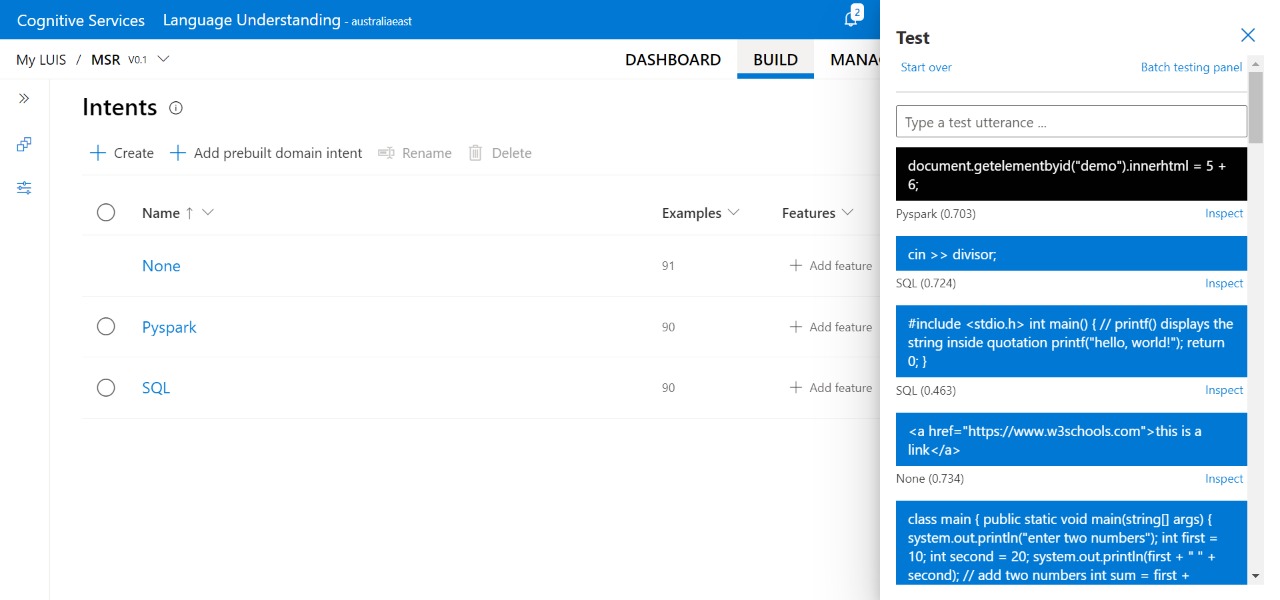 Cognitive Services Language Understanding - australiaeast 2
My LUIS / MSR V0.1 DASHBOARD BUILD MANA
Intents
Create Add prebuilt domain intent Rename Delete
Name ↑ Examples Features
None 91 + Add feature
Pyspark 90 + Add feature
SQL 90 + Add feature
Test
Start over Batch testing panel
Type a test utterance ...
document.getelementbyid("demo").innerhtml = 5 +
6;
Pyspark (0.703) Inspect
cin >> divisor;
SQL (0.724) Inspect
#include <stdio.h> int main() { // printf() displays the
string inside quotation printf("hello, world!"); return
0; }
SQL (0.463) Inspect
<a href="https://www.w3schools.com">this is a
link</a>
None (0.734) Inspect
class main { public static void main(string[] args) {
system.out.println("enter two numbers"); int first =
10; int second = 20; system.out.println(first + " " +
second); // add two numbers int sum = first +